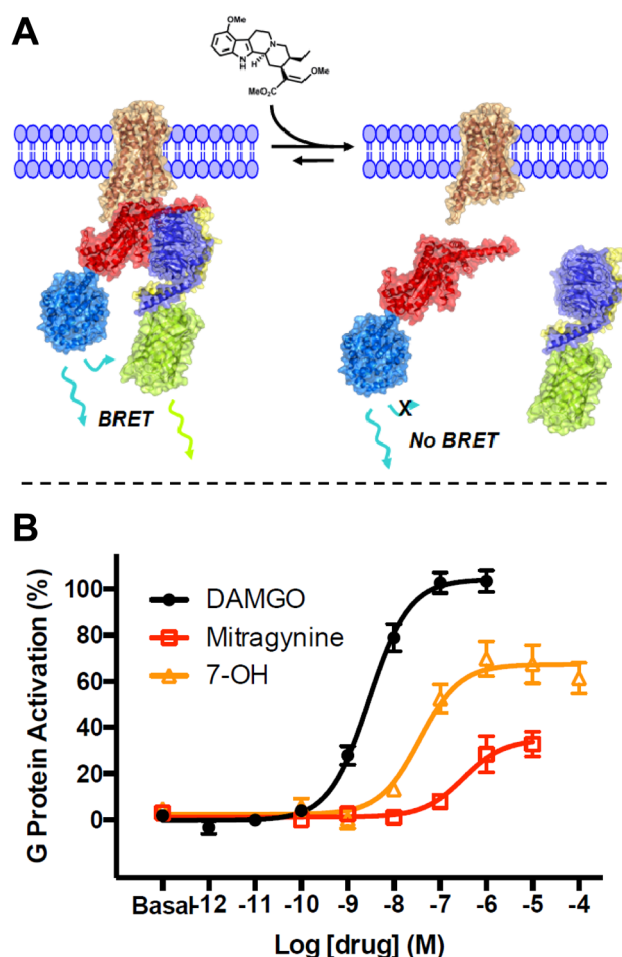 A
OMe
N
N
H
H
OMe
MeO₂C
BRET
X
No BRET
B
G Protein Activation (%)
100
80
60
40
20
0
DAMGO
Mitragynine
7-OH
Basal -12 -11 -10 -9 -8 -7 -6 -5 -4
Log [drug] (M)